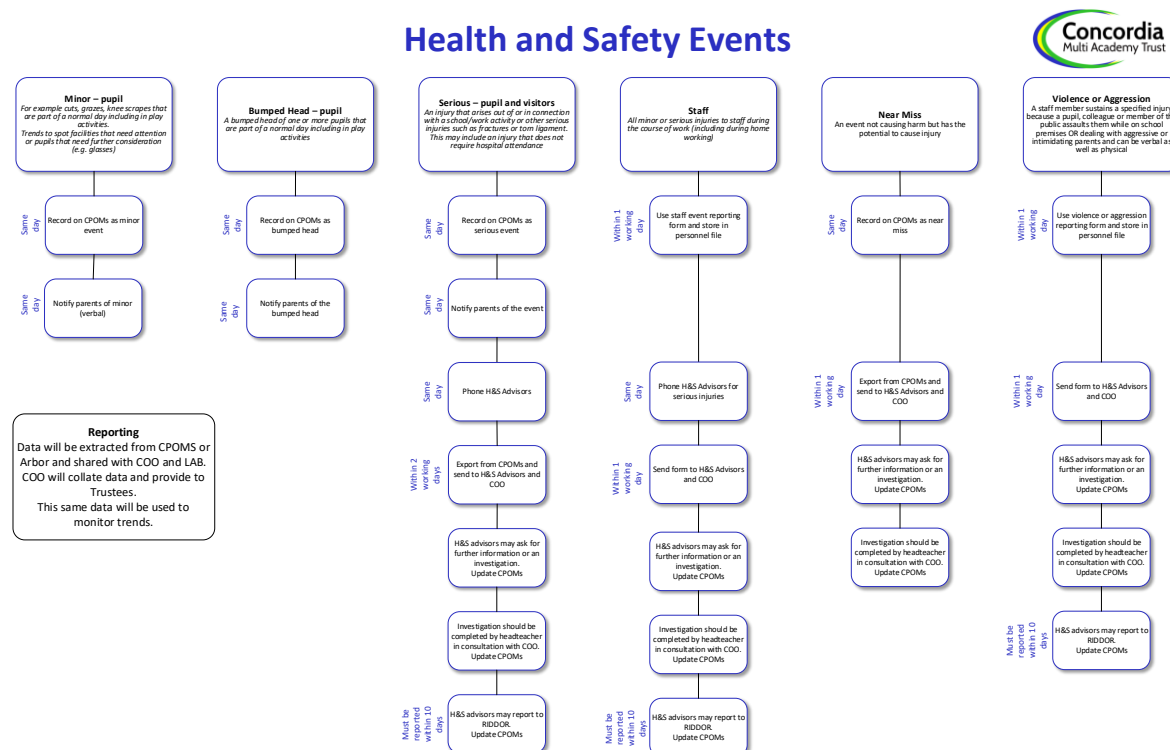 Health and Safety Events
Concordia
Multi Academy Trust
Minor – pupil
For example cuts, grazes, knee scrapes that
are part of a normal day including in play
activities.
Trends to spot facilities that need attention
or pupils that need further consideration
(e.g. glasses)
Same
day
Record on CPOMs as minor
event
Same
day
Notify parents of minor
(verbal)
Reporting
Data will be extracted from CPOMS or
Arbor and shared with COO and LAB.
COO will collate data and provide to
Trustees.
This same data will be used to
monitor trends.
Bumped Head – pupil
A bumped head of one or more pupils that
are part of a normal day including in play
activities
Same
day
Record on CPOMs as
bumped head
Same
day
Notify parents of the
bumped head
Serious – pupil and visitors
An injury that arises out of or in connection
with a school/work activity or other serious
injuries such as fractures or torn ligament.
This may include an injury that does not
require hospital attendance
Same
day
Record on CPOMs as
serious event
Same
day
Notify parents of the event
Same
day
Phone H&S Advisors
Within 2
working
days
Export from CPOMs and
send to H&S Advisors and
COO
H&S advisors may ask for
further information or an
investigation.
Update CPOMs
Investigation should be
completed by headteacher
in consultation with COO.
Update CPOMs
Must be
reported
within 10
days
H&S advisors may report to
RIDDOR.
Update CPOMs
Staff
All minor or serious injuries to staff during
the course of work (including during home
working)
Within 1
working
day
Use staff event reporting
form and store in
personnel file
Same
day
Phone H&S Advisors for
serious injuries
Within 1
working
day
Send form to H&S Advisors
and COO
H&S advisors may ask for
further information or an
investigation.
Update CPOMs
Investigation should be
completed by headteacher
in consultation with COO.
Update CPOMs
Must be
reported
within 10
days
H&S advisors may report to
RIDDOR.
Update CPOMs
Near Miss
An event not causing harm but has the
potential to cause injury
Same
day
Record on CPOMs as near
miss
Within 1
working
day
Export from CPOMs and
send to H&S Advisors and
COO
H&S advisors may ask for
further information or an
investigation.
Update CPOMs
Investigation should be
completed by headteacher
in consultation with COO.
Update CPOMs
Violence or Aggression
A staff member sustains a specified injury
because a pupil, colleague or member of the
public assaults them while on school
premises OR dealing with aggressive or
intimidating parents and can be verbal as
well as physical
Within 1
working
day
Use violence or aggression
reporting form and store in
personnel file
Within 1
working
day
Send form to H&S Advisors
and COO
H&S advisors may ask for
further information or an
investigation.
Update CPOMs
Investigation should be
completed by headteacher
in consultation with COO.
Update CPOMs
Must be
reported
within 10
days
H&S advisors may report to
RIDDOR.
Update CPOMs